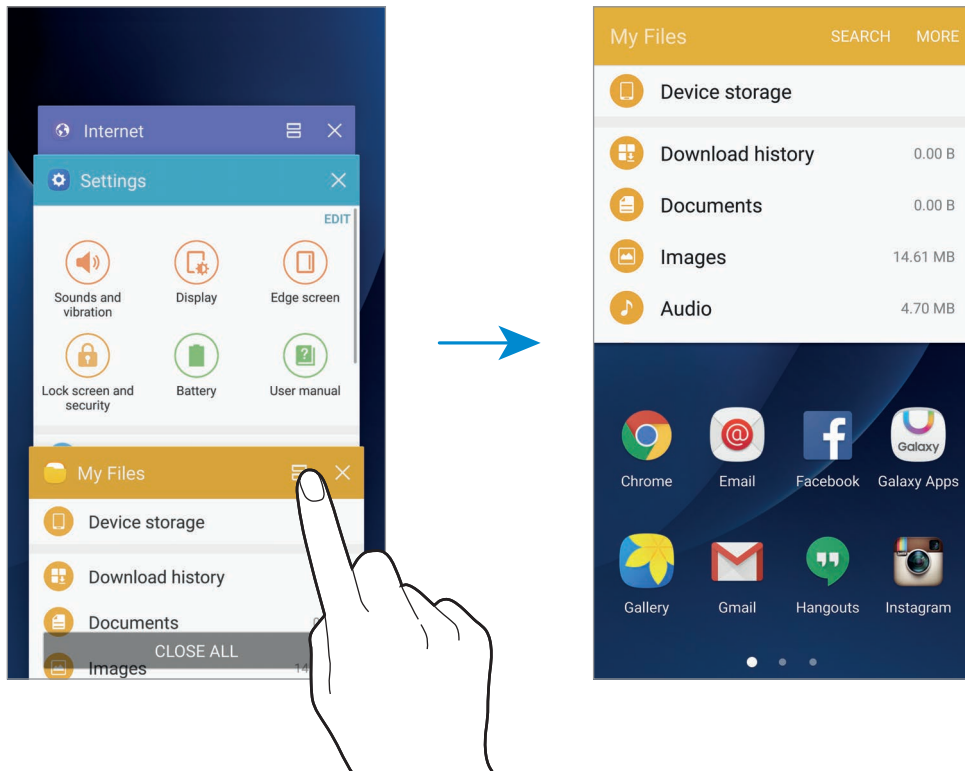 Internet
Settings
EDIT
Sounds and
vibration
Display
Edge screen
Lock screen and
security
Battery
User manual
My Files
Device storage
Download history
Documents
CLOSE ALL
Images
My Files SEARCH MORE
Device storage
Download history 0.00 B
Documents 0.00 B
Images 14.61 MB
Audio 4.70 MB
Galaxy
Chrome Email Facebook Galaxy Apps
Gallery Gmail Hangouts Instagram